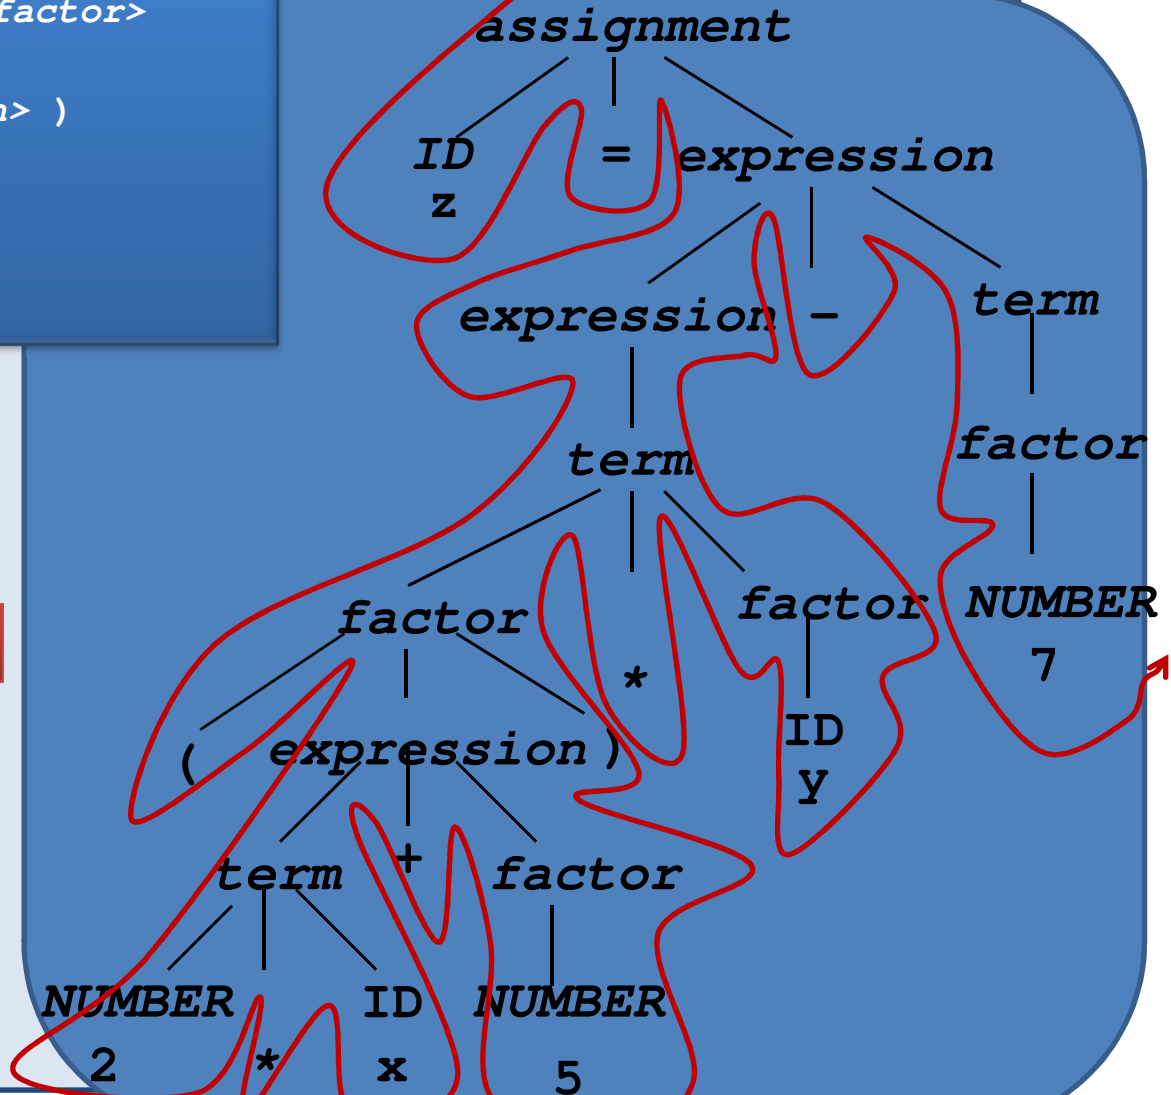 factor>
assignment
n> )
ID = expression
z
expression - term
term factor
factor * factor NUMBER
7
( expression ) ID
y
term + factor
NUMBER ID NUMBER
2 * x 5